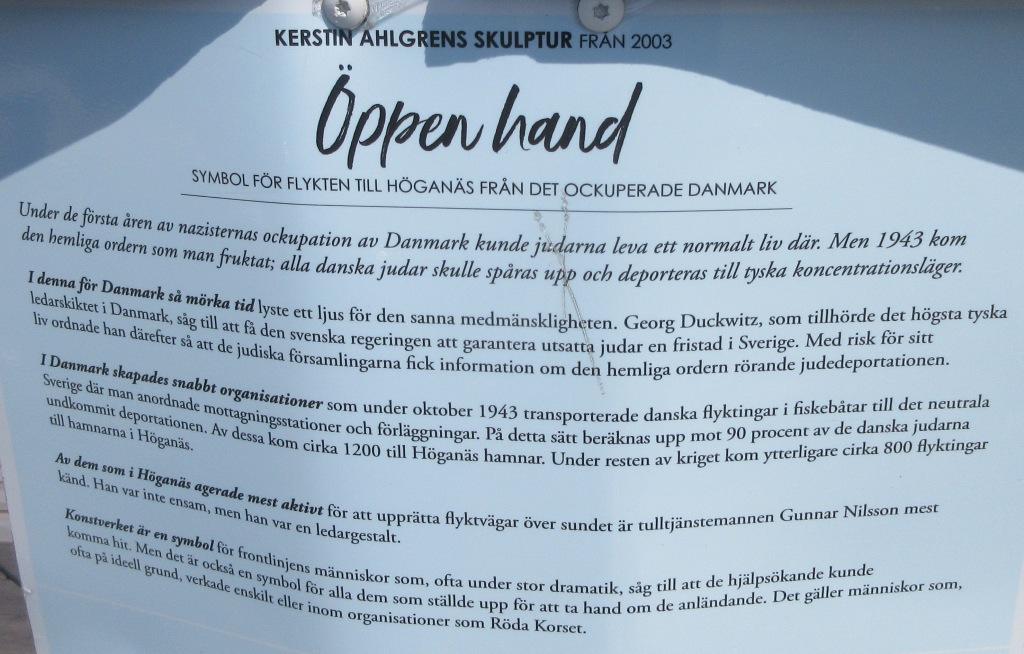 KERSTIN AHLGRENS SKULPTUR FRÅN 2003
Öppen hand
SYMBOL FÖR FLYKTEN TILL HÖGANÄS FRÅN DET OCKUPERADE DANMARK
Under de första åren av nazisternas ockupation av Danmark kunde judarna leva ett normalt liv där. Men 1943 kom
den hemliga ordern som man fruktat; alla danska judar skulle spåras upp och deporteras till tyska koncentrationsläger.
I denna för Danmark så mörka tid lyste ett ljus för den sanna medmänskligheten. Georg Duckwitz, som tillhörde det högsta tyska
ledarskiktet i Danmark, såg till att få den svenska regeringen att garantera utsatta judar en fristad i Sverige. Med risk för sitt
liv ordnade han därefter så att de judiska församlingarna fick information om den hemliga ordern rörande judedeportationen.
I Danmark skapades snabbt organisationer som under oktober 1943 transporterade danska flyktingar i fiskebåtar till det neutrala
Sverige där man anordnade mottagningsstationer och förläggningar. På detta sätt beräknas upp mot 90 procent av de danska judarna
undkommit deportationen. Av dessa kom cirka 1200 till Höganäs hamnar. Under resten av kriget kom ytterligare cirka 800 flyktingar
till hamnarna i Höganäs.
Av dem som i Höganäs agerade mest aktivt för att upprätta flyktvägar över sundet är tulltjänstemannen Gunnar Nilsson mest
känd. Han var inte ensam, men han var en ledargestalt.
Konstverket är en symbol för frontlinjens människor som, ofta under stor dramatik, såg till att de hjälpsökande kunde
komma hit. Men det är också en symbol för alla dem som ställde upp för att ta hand om de anländande. Det gäller människor som,
ofta på ideell grund, verkade enskilt eller inom organisationer som Röda Korset.